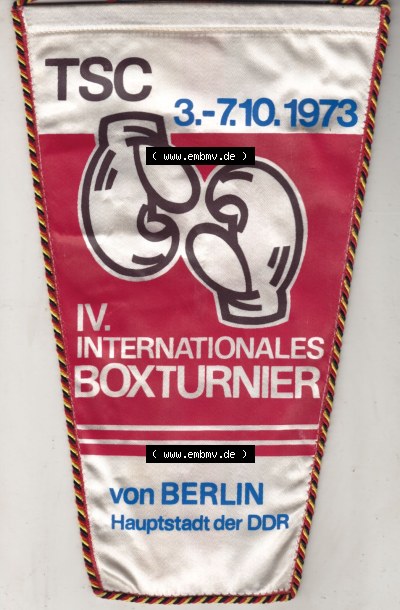 TSC
3.-7.10.1973
( www.embmv.de )
IV.
INTERNATIONALES
BOXTURNIER
( www.embmv.de )
von BERLIN
Hauptstadt der DDR